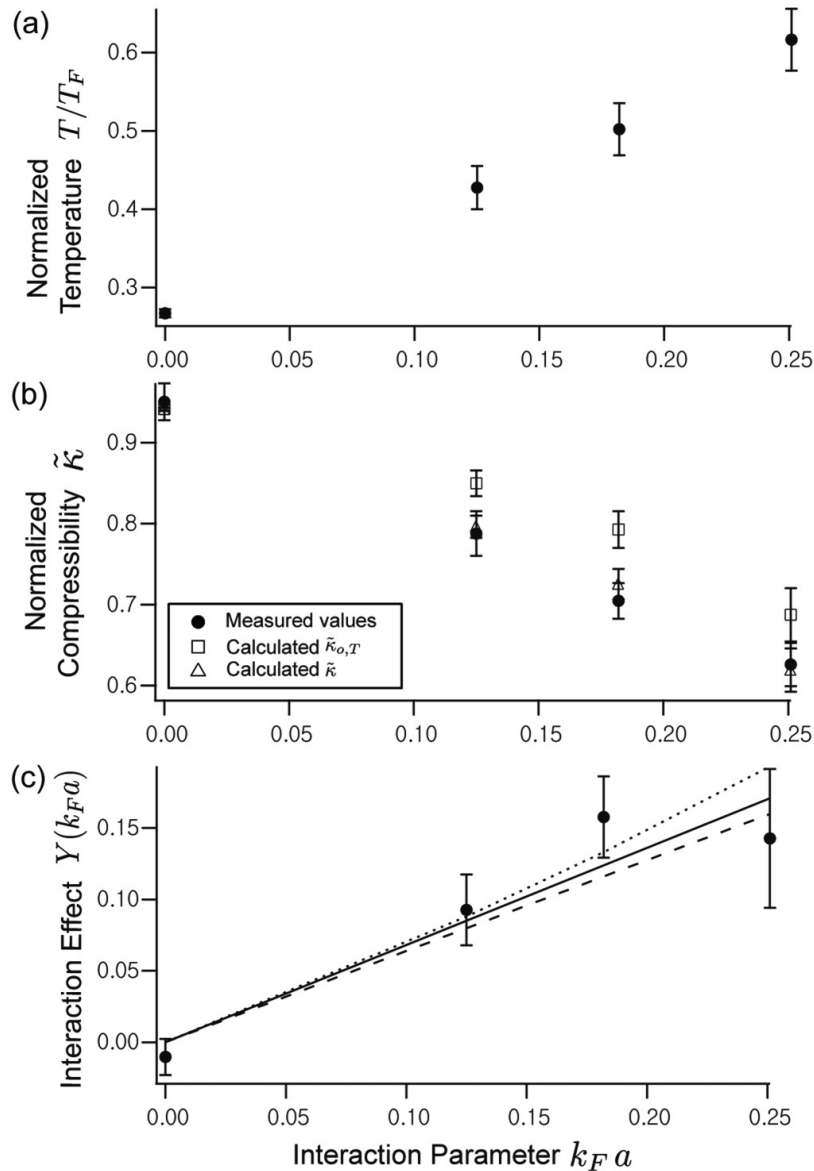 (a)
Normalized
Temperature T/T_F
0.6
0.5
0.4
0.3
0.00 0.05 0.10 0.15 0.20 0.25
(b)
Normalized
Compressibility κ̃
0.9
0.8
0.7
0.6
Measured values
Calculated κ̃_{o,T}
Calculated κ̃
0.00 0.05 0.10 0.15 0.20 0.25
(c)
Interaction Effect Y(k_F a)
0.15
0.10
0.05
0.00
0.00 0.05 0.10 0.15 0.20 0.25
Interaction Parameter k_F a